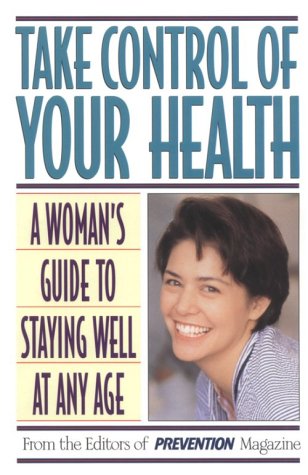 TAKE CONTROL OF
YOUR HEALTH
A WOMAN'S
GUIDE TO
STAYING WELL
AT ANY AGE
From the Editors of PREVENTION Magazine